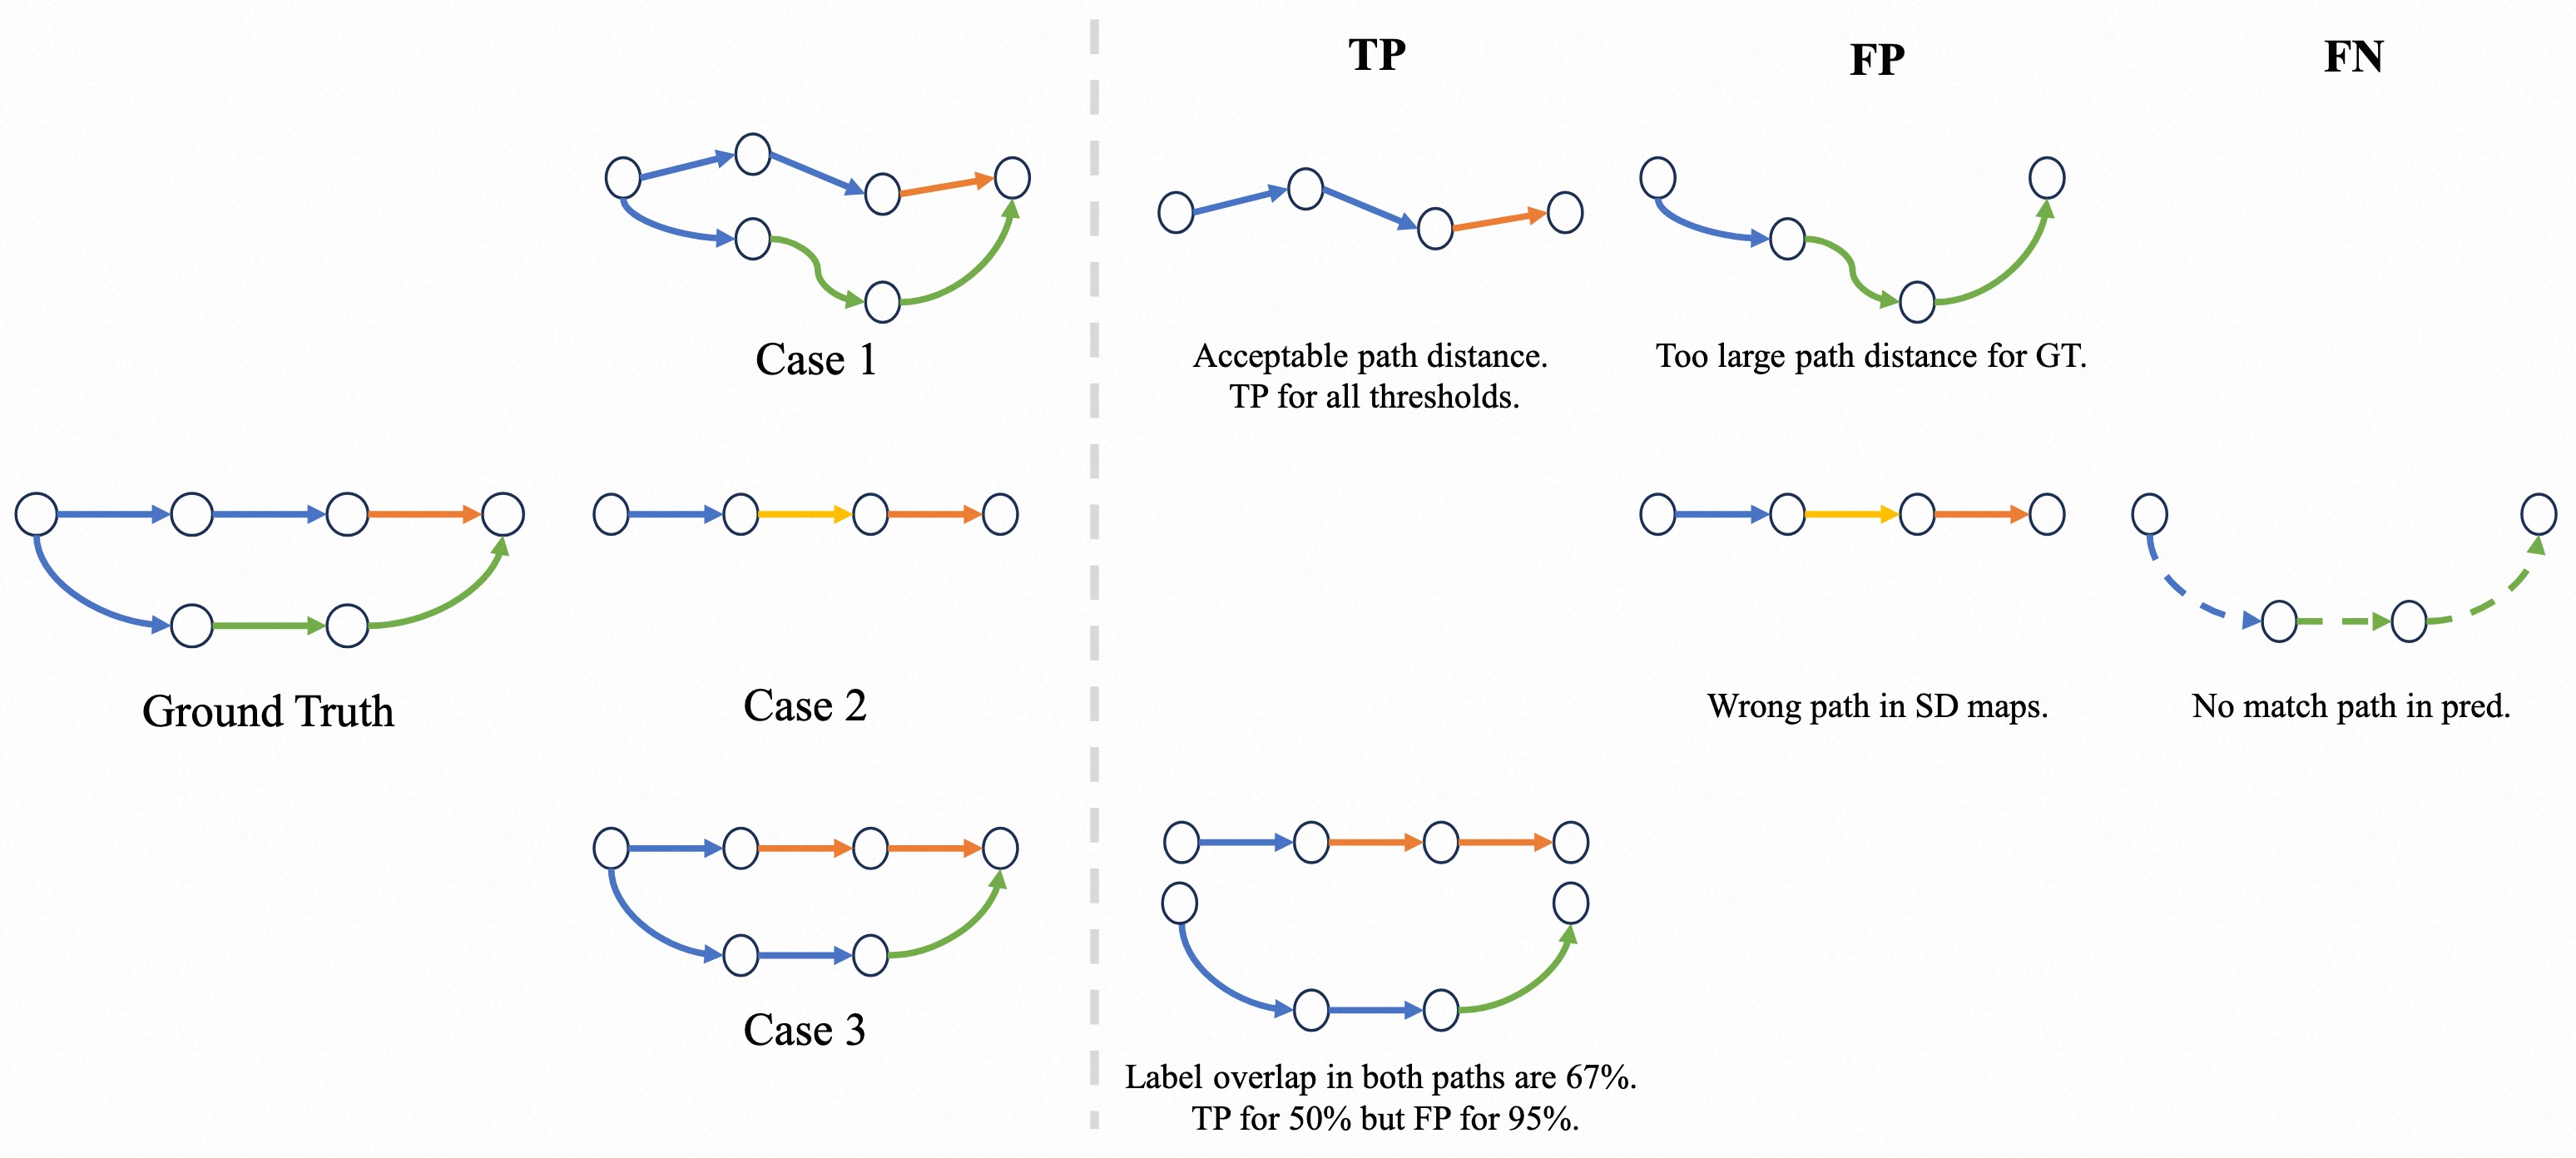 TP
FP
FN
Case 1
Acceptable path distance.
TP for all thresholds.
Too large path distance for GT.
Ground Truth
Case 2
Wrong path in SD maps.
No match path in pred.
Case 3
Label overlap in both paths are 67%.
TP for 50% but FP for 95%.